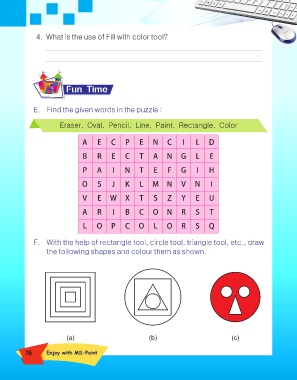 4. What is the use of Fill with color tool?
Fun Time
E. Find the given words in the puzzle :
Eraser, Oval, Pencil, Line, Paint, Rectangle, Color
A E C P E N C I L D
B R E C T A N G L E
P A I N T E F G I H
O S J K L M N V N I
V E W X T S Z Y E U
A R I B C O N R S T
L O P C O L O R S Q
F. With the help of rectangle tool, circle tool, triangle tool, etc., draw
the following shapes and colour them as shown.
(a) (b) (c)
76 Enjoy with MS-Paint